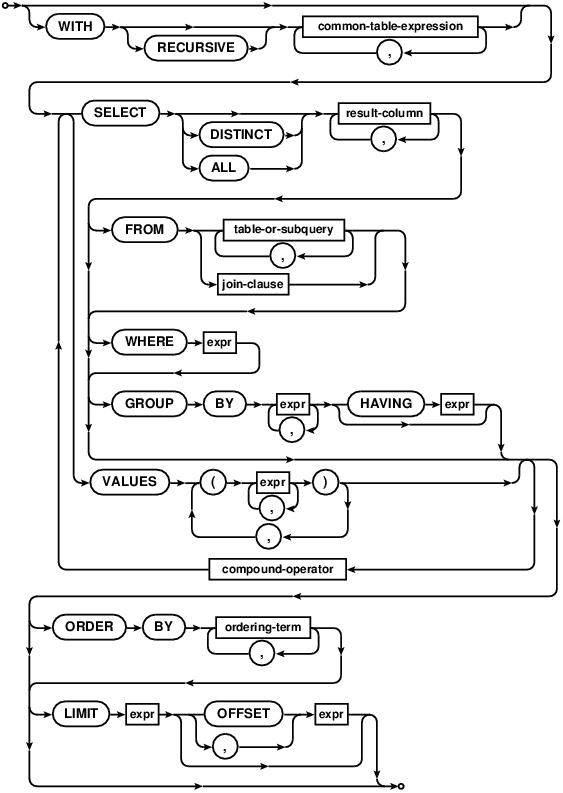 WITH
RECURSIVE
common-table-expression
,
SELECT
DISTINCT
ALL
result-column
,
FROM
table-or-subquery
,
join-clause
WHERE expr
GROUP BY expr HAVING expr
,
VALUES ( expr )
,
,
compound-operator
ORDER BY ordering-term
,
LIMIT expr OFFSET expr
,